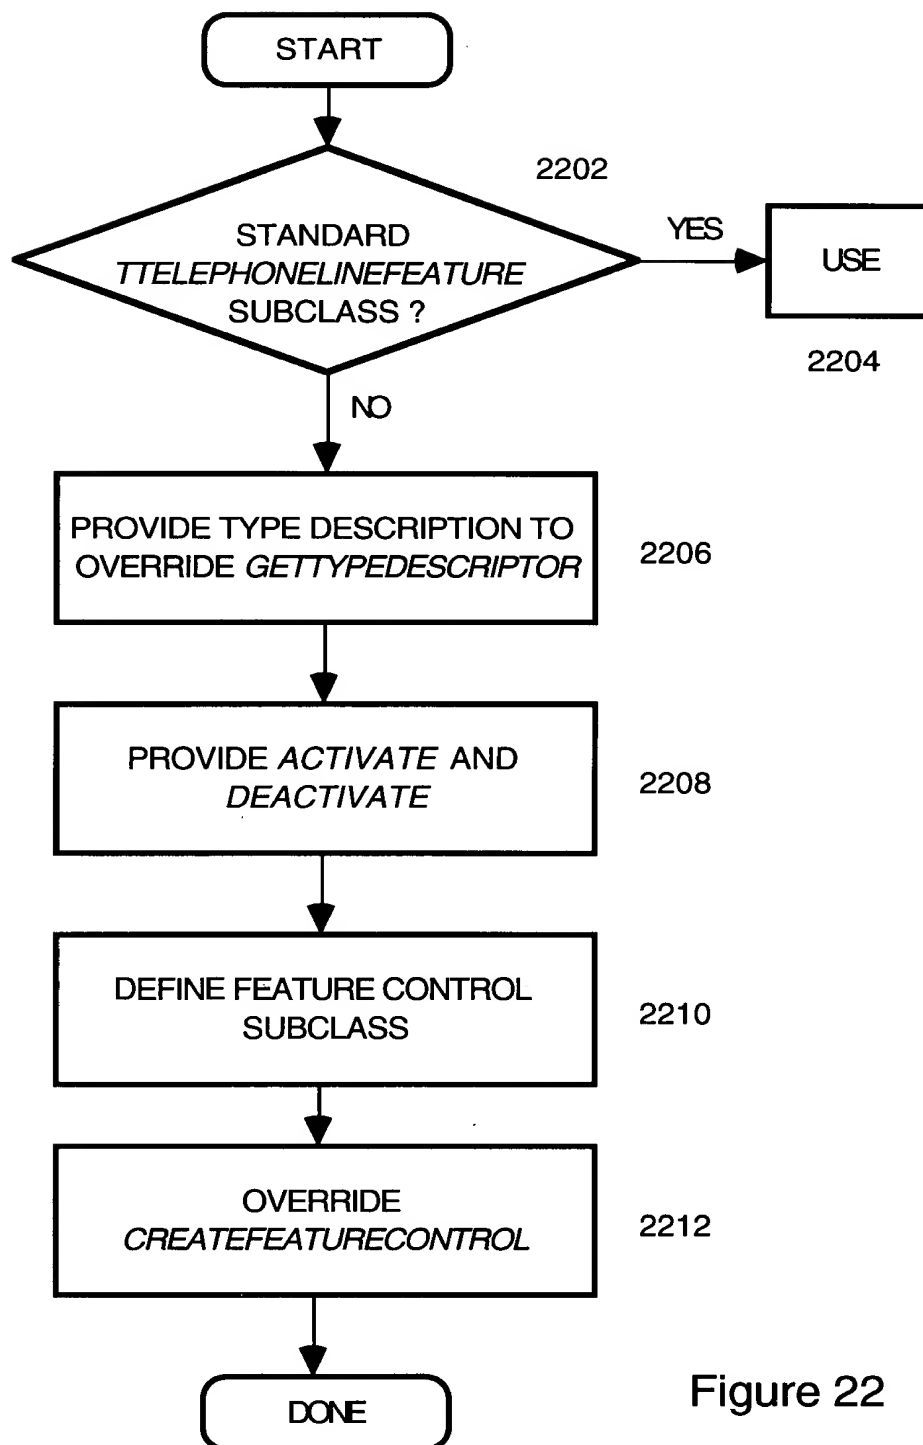 START
2202
STANDARD
TTELEPHONELINEFEATURE
SUBCLASS ?
YES
USE
2204
NO
PROVIDE TYPE DESCRIPTION TO
OVERRIDE GETTYPEDESCRIPTOR
2206
PROVIDE ACTIVATE AND
DEACTIVATE
2208
DEFINE FEATURE CONTROL
SUBCLASS
2210
OVERRIDE
CREATEFEATURECONTROL
2212
DONE
Figure 22